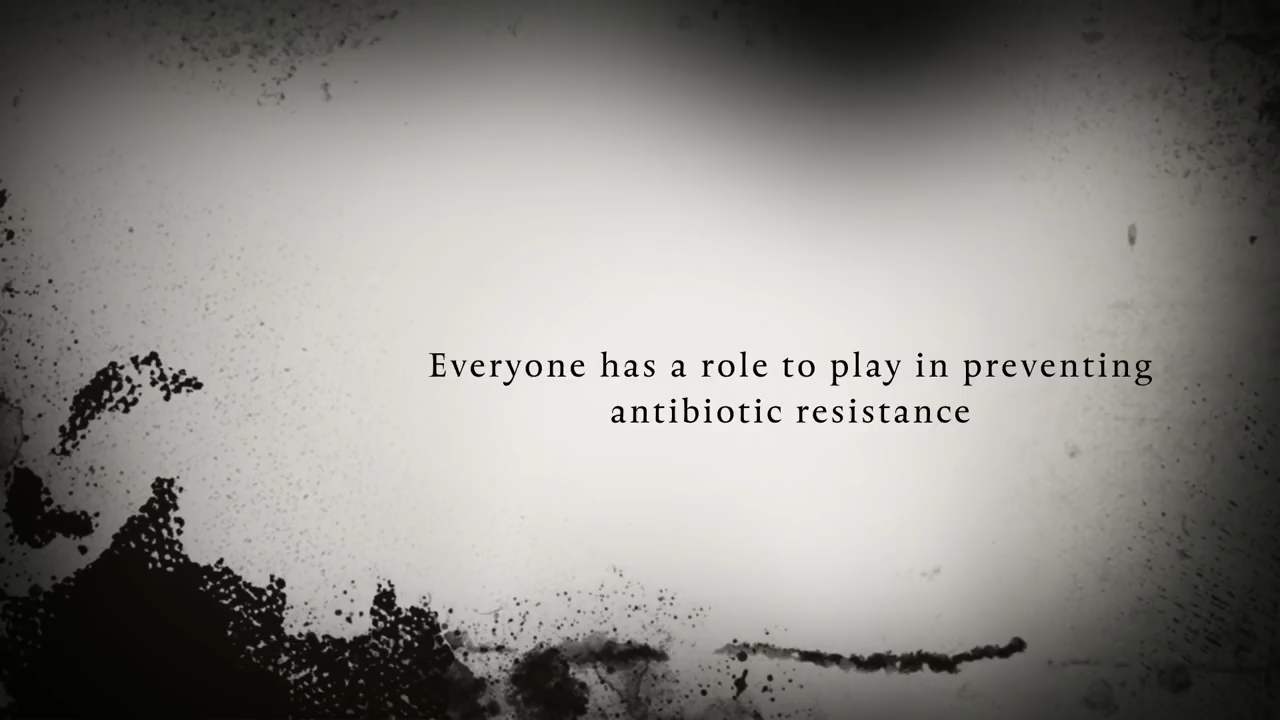 Everyone has a role to play in preventing
antibiotic resistance